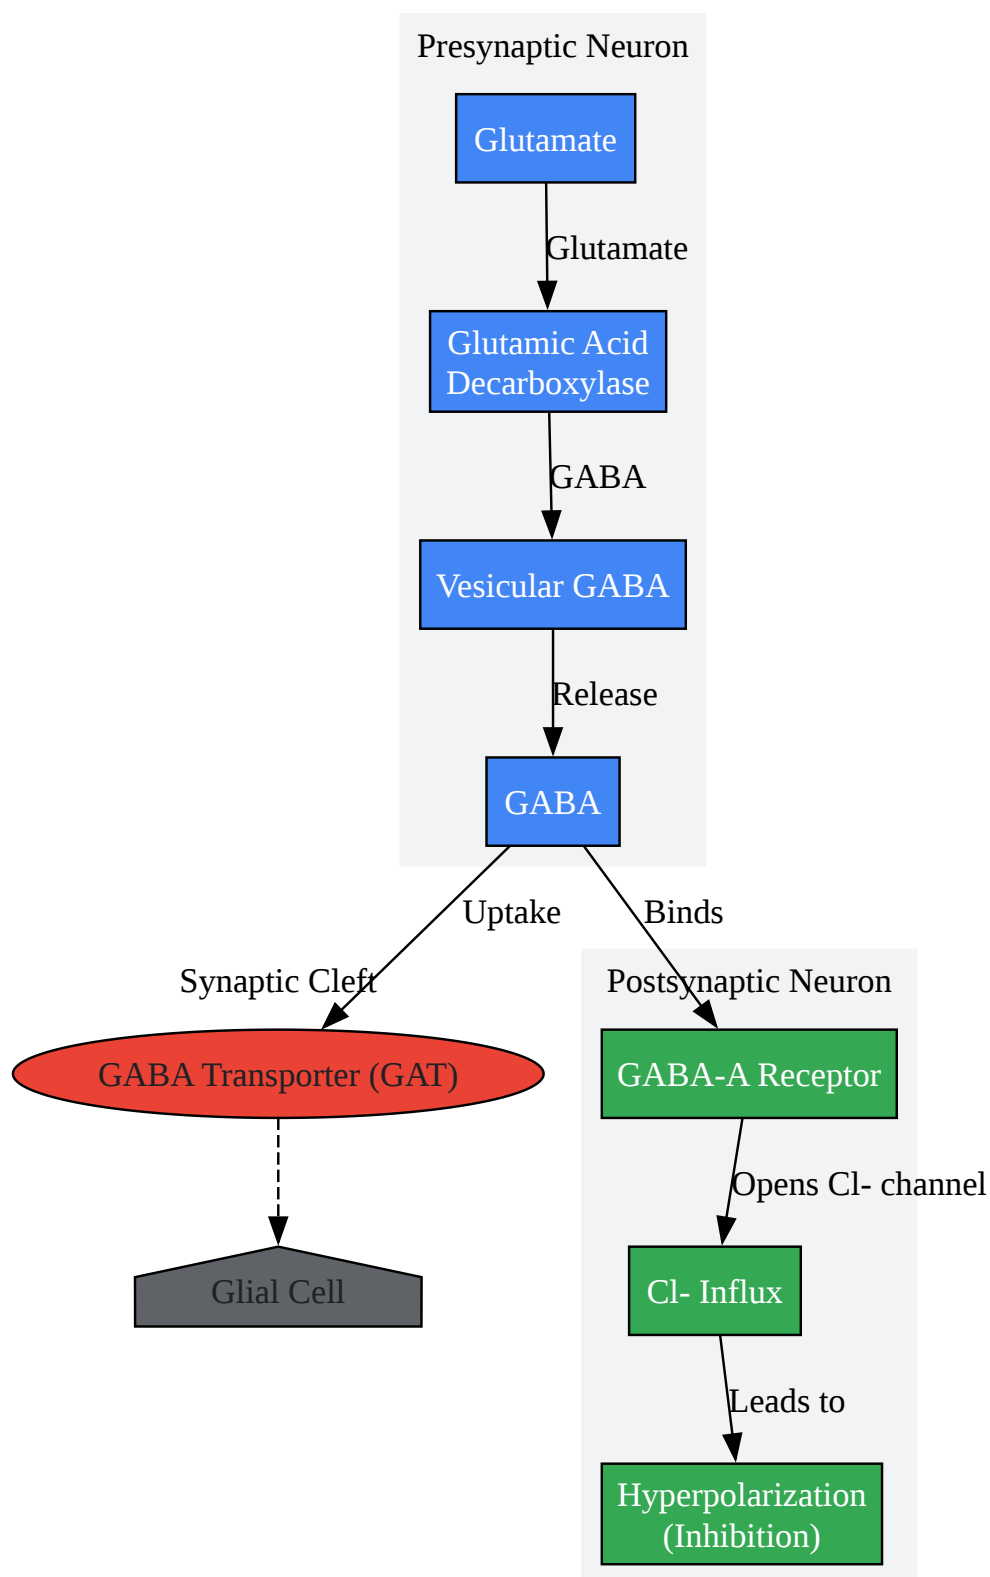 Presynaptic Neuron
Glutamate
Glutamate
Glutamic Acid
Decarboxylase
GABA
Vesicular GABA
Release
GABA
Uptake
Binds
Synaptic Cleft
Postsynaptic Neuron
GABA Transporter (GAT)
GABA-A Receptor
Opens Cl- channel
Glial Cell
Cl- Influx
Leads to
Hyperpolarization
(Inhibition)